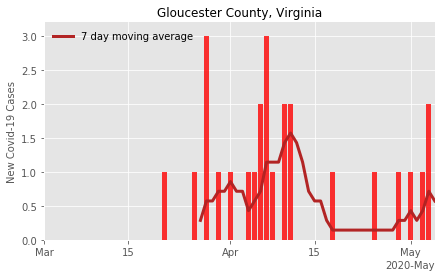 Gloucester County, Virginia
7 day moving average
New Covid-19 Cases
3.0
2.5
2.0
1.5
1.0
0.5
0.0
Mar 15 Apr 15 May
2020-May